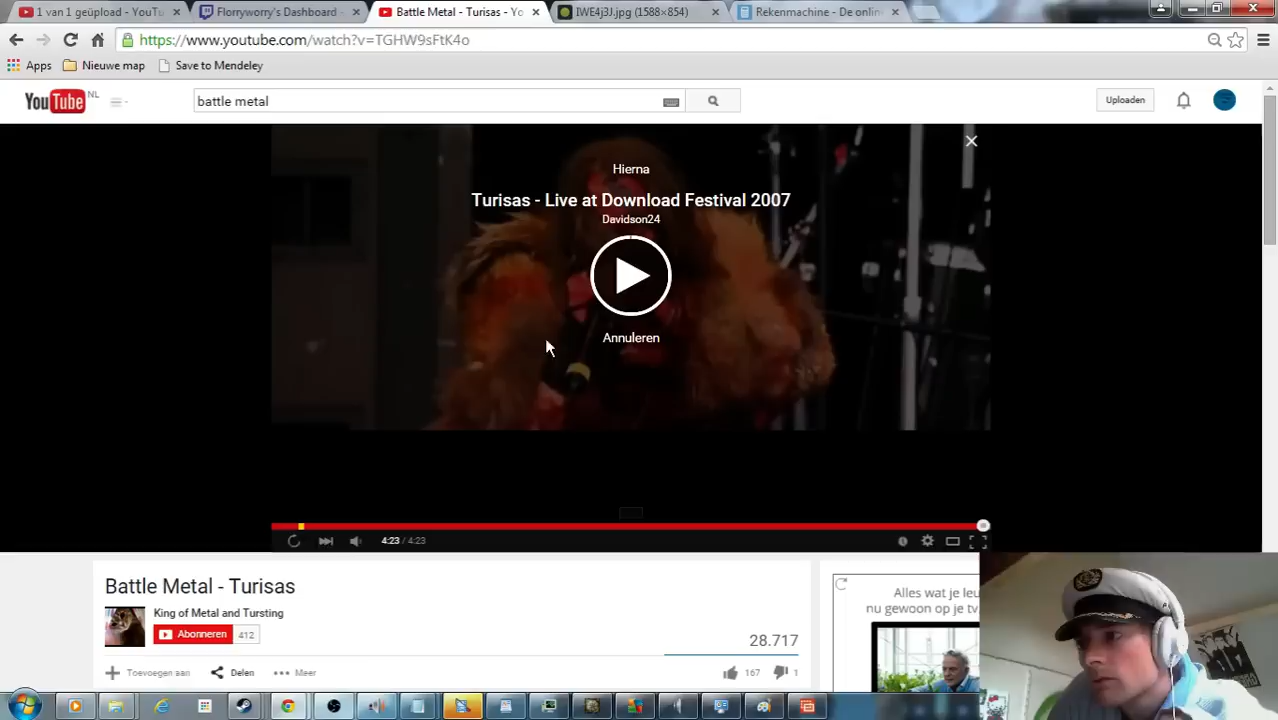 1 van 1 geüpload - YouTu
Florryworry's Dashboard -
Battle Metal - Turisas - Yo
IWE4j3J.jpg (1588×854)
Rekenmachine - De onlin
https://www.youtube.com/watch?v=TGHW9sFtK4o
Apps
Nieuwe map
Save to Mendeley
YouTube NL
battle metal
Uploaden
Hierna
Turisas - Live at Download Festival 2007
Davidson24
Annuleren
4:23 / 4:23
Battle Metal - Turisas
King of Metal and Tursting
Abonneren 412
28.717
Toevoegen aan
Delen
Meer
167
1
Alles wat je leu
nu gewoon op je tv